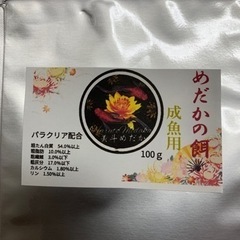 めだかの餌
成魚用
パラクリア配合
粗たん白質 54.0%以上
粗脂肪 10.0%以上
粗繊維 3.0%以下
粗灰分 17.0%以下
カルシウム 1.80%以上
リン 1.50%以上
めだか
100g